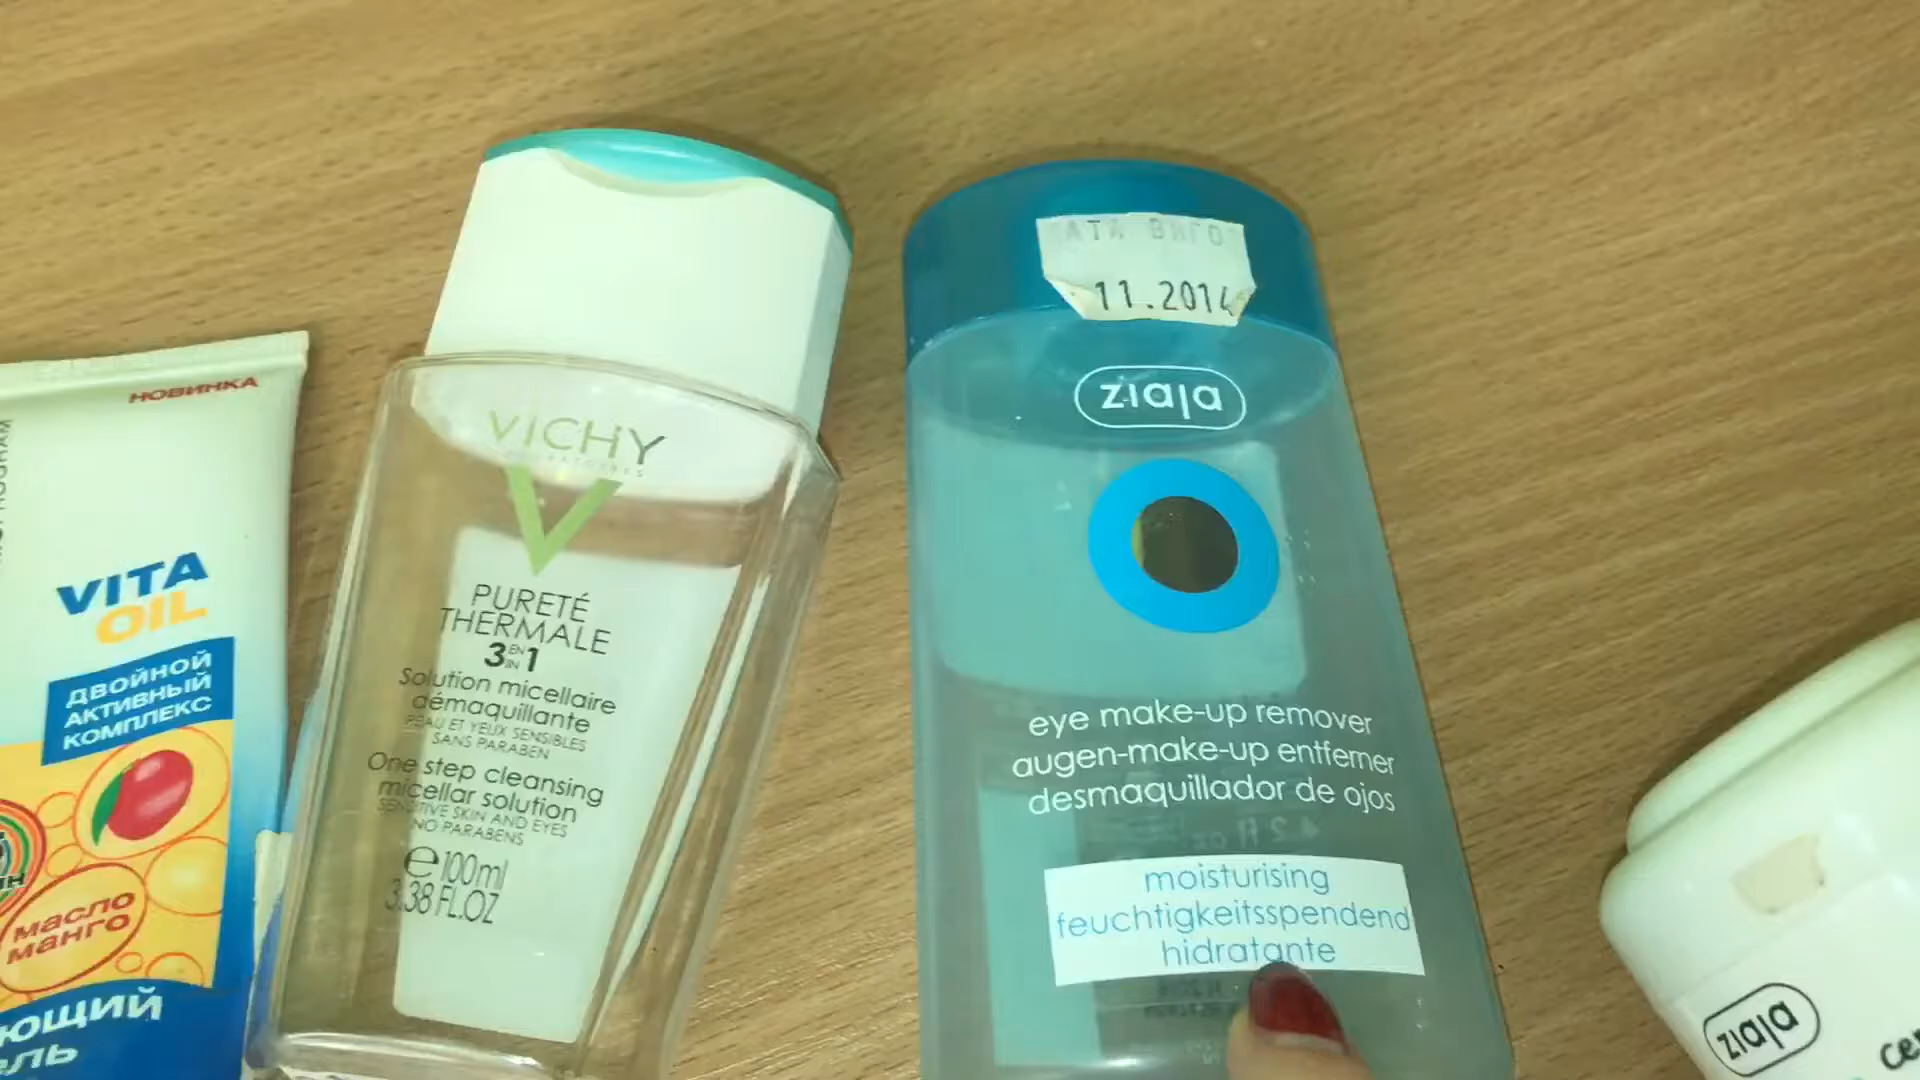 НОВИНКА
VITA
OIL
ДВОЙНОЙ
АКТИВНЫЙ
КОМПЛЕКС
масло
манго
VICHY
LABORATOIRES
PURETÉ
THERMALE
3 EN IN 1
Solution micellaire
démaquillante
PEAU ET YEUX SENSIBLES
SANS PARABEN
One step cleansing
micellar solution
SENSITIVE SKIN AND EYES
NO PARABENS
e 100ml
3.38 FL.OZ
11.2014
ziaja
eye make-up remover
augen-make-up entferner
desmaquillador de ojos
moisturising
feuchtigkeitsspendend
hidratante
ziaja